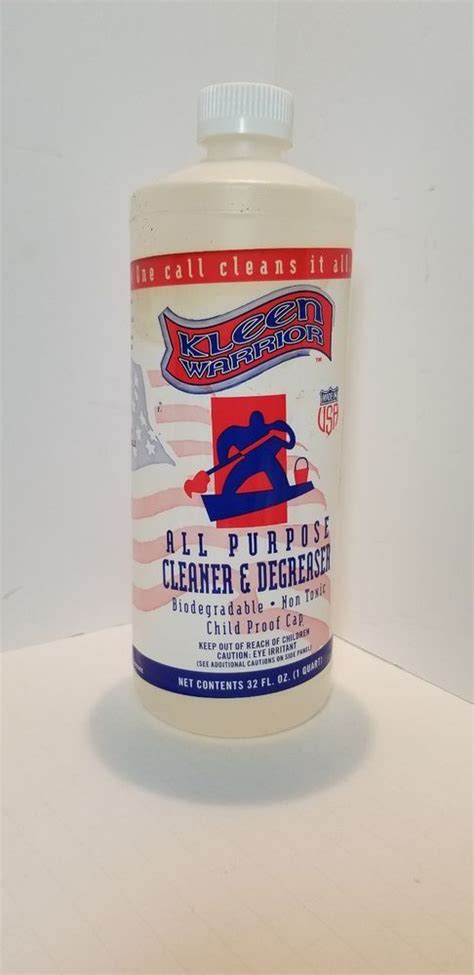 One call cleans it all
KLEEN
WARRIOR
TM
MADE IN
USA
ALL PURPOSE
CLEANER & DEGREASER
Biodegradable • Non Toxic
Child Proof Cap
KEEP OUT OF REACH OF CHILDREN
CAUTION: EYE IRRITANT
(SEE ADDITIONAL CAUTIONS ON SIDE PANEL)
NET CONTENTS 32 FL. OZ. (1 QUART)